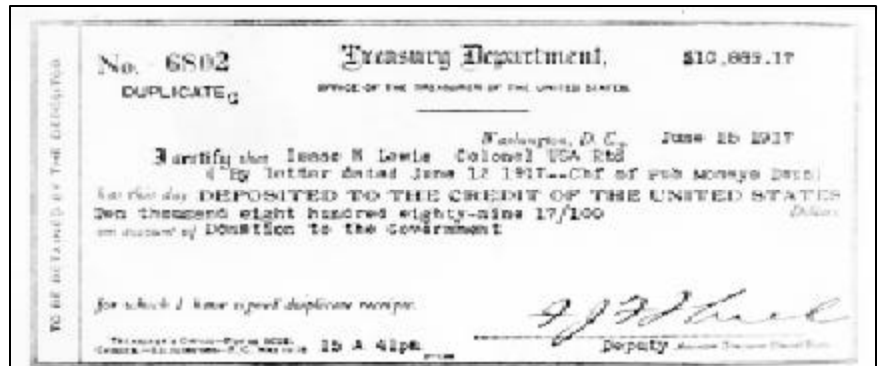 TO BE RETAINED BY THE DEPOSITOR
No. 6802
Treasury Department,
$10,889.17
DUPLICATE
OFFICE OF THE TREASURER OF THE UNITED STATES
Washington, D. C., June 15 1917
I certify that Isaac N Lewis Colonel USA Rtd
By letter dated June 12 1917--Chf of Pub Moneys
has this day DEPOSITED TO THE CREDIT OF THE UNITED STATES
Ten thousand eight hundred eighty-nine 17/100 Dollars
on account of Donation to the Government
for which I have signed duplicate receipts.
Deputy